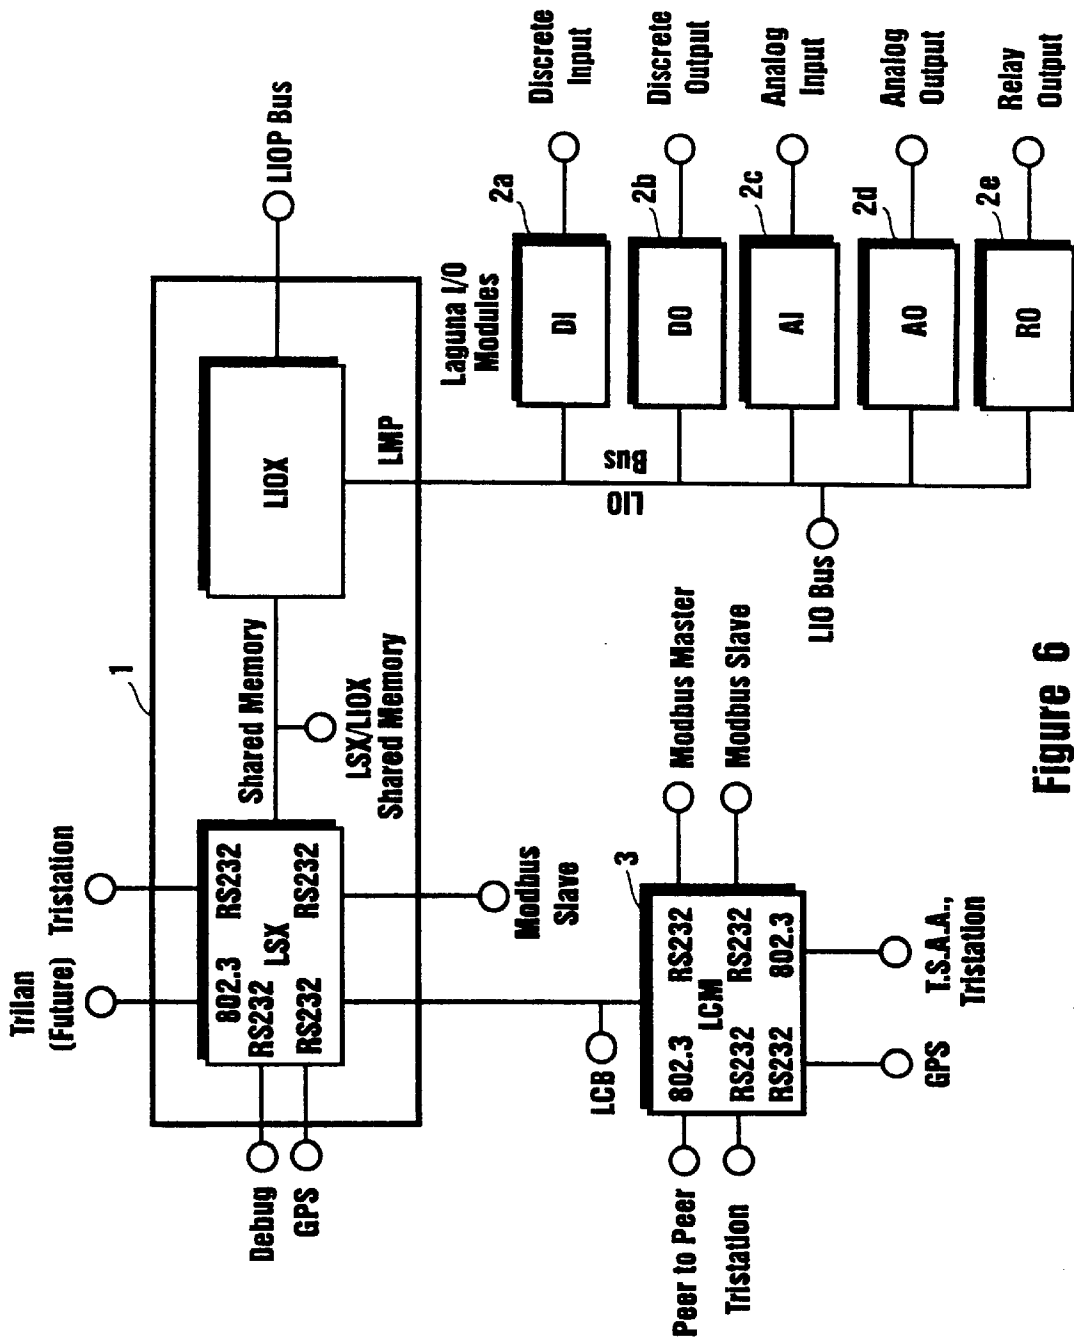 Trilan
(Future)
Tristation
1
802.3
RS232
RS232
LSX
RS232
RS232
Debug
GPS
Shared Memory
LSX/LIOX
Shared Memory
LIOX
LMP
LIOP Bus
Modbus
Slave
LCB
3
802.3
RS232
LCM
RS232
RS232
RS232
802.3
Peer to Peer
Tristation
Modbus Master
Modbus Slave
GPS
T.S.A.A.,
Tristation
LIO
Bus
LIO Bus
Laguna I/O
Modules
DI
2a
Discrete
Input
DO
2b
Discrete
Output
AI
2c
Analog
Input
AO
2d
Analog
Output
RO
2e
Relay
Output
Figure 6